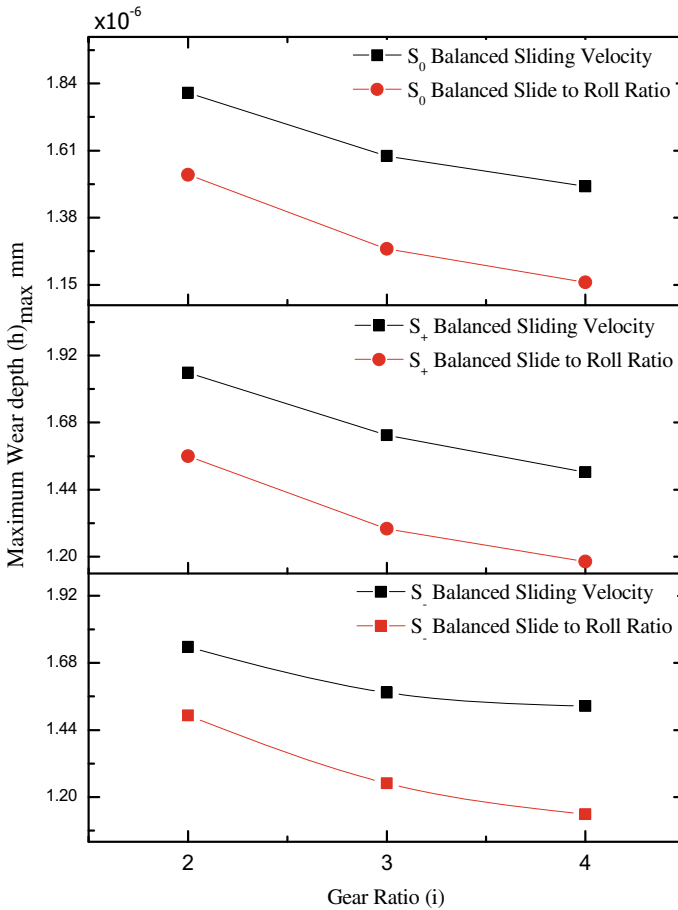 x10-6
S0 Balanced Sliding Velocity
S0 Balanced Slide to Roll Ratio
1.84
1.61
1.38
1.15
S+ Balanced Sliding Velocity
S+ Balanced Slide to Roll Ratio
1.92
1.68
1.44
1.20
S- Balanced Sliding Velocity
S- Balanced Slide to Roll Ratio
1.92
1.68
1.44
1.20
2 3 4
Maximum Wear depth (h)max mm
Gear Ratio (i)